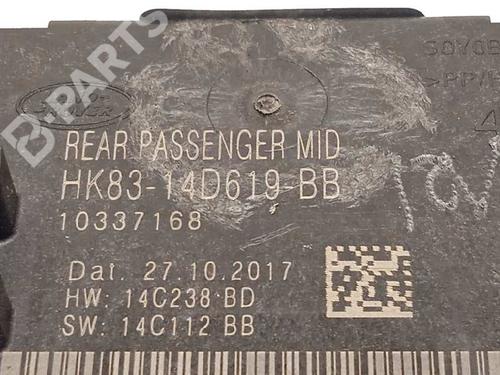 B-PARTS
REAR PASSENGER MID
HK83-14D619-BB
10337168
Dat. 27.10.2017
HW: 14C238 BD
SW: 14C112 BB